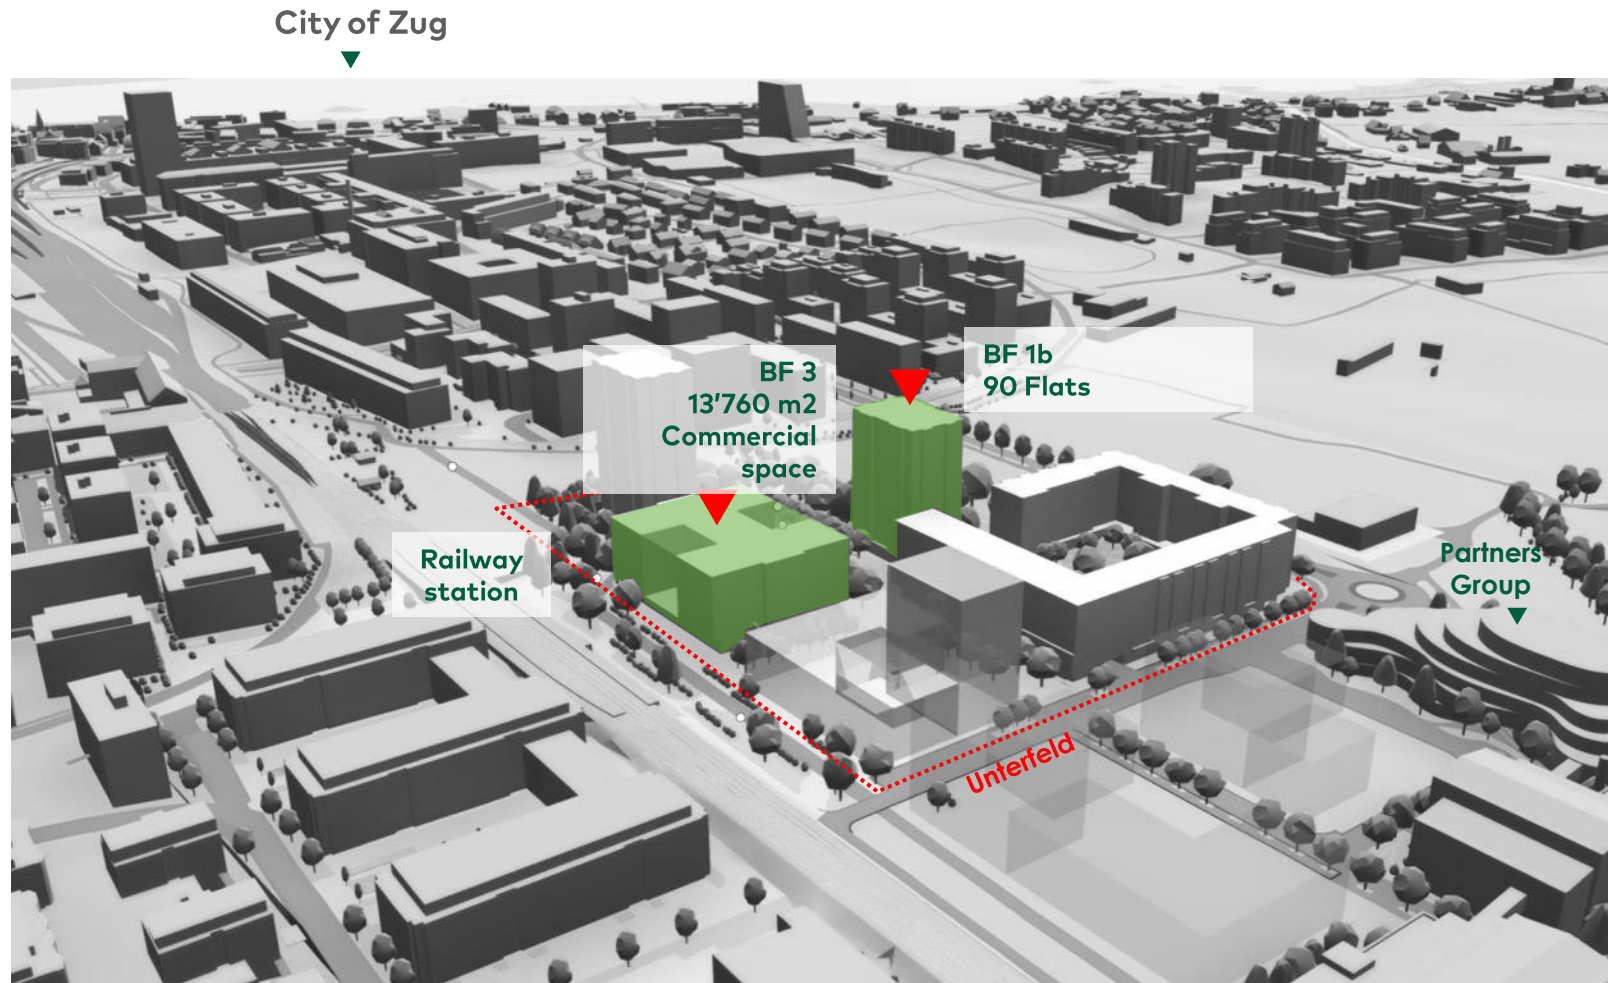 City of Zug
BF 1b
90 Flats
BF 3
13’760 m2
Commercial
space
Railway
station
Partners
Group
Unterfeld